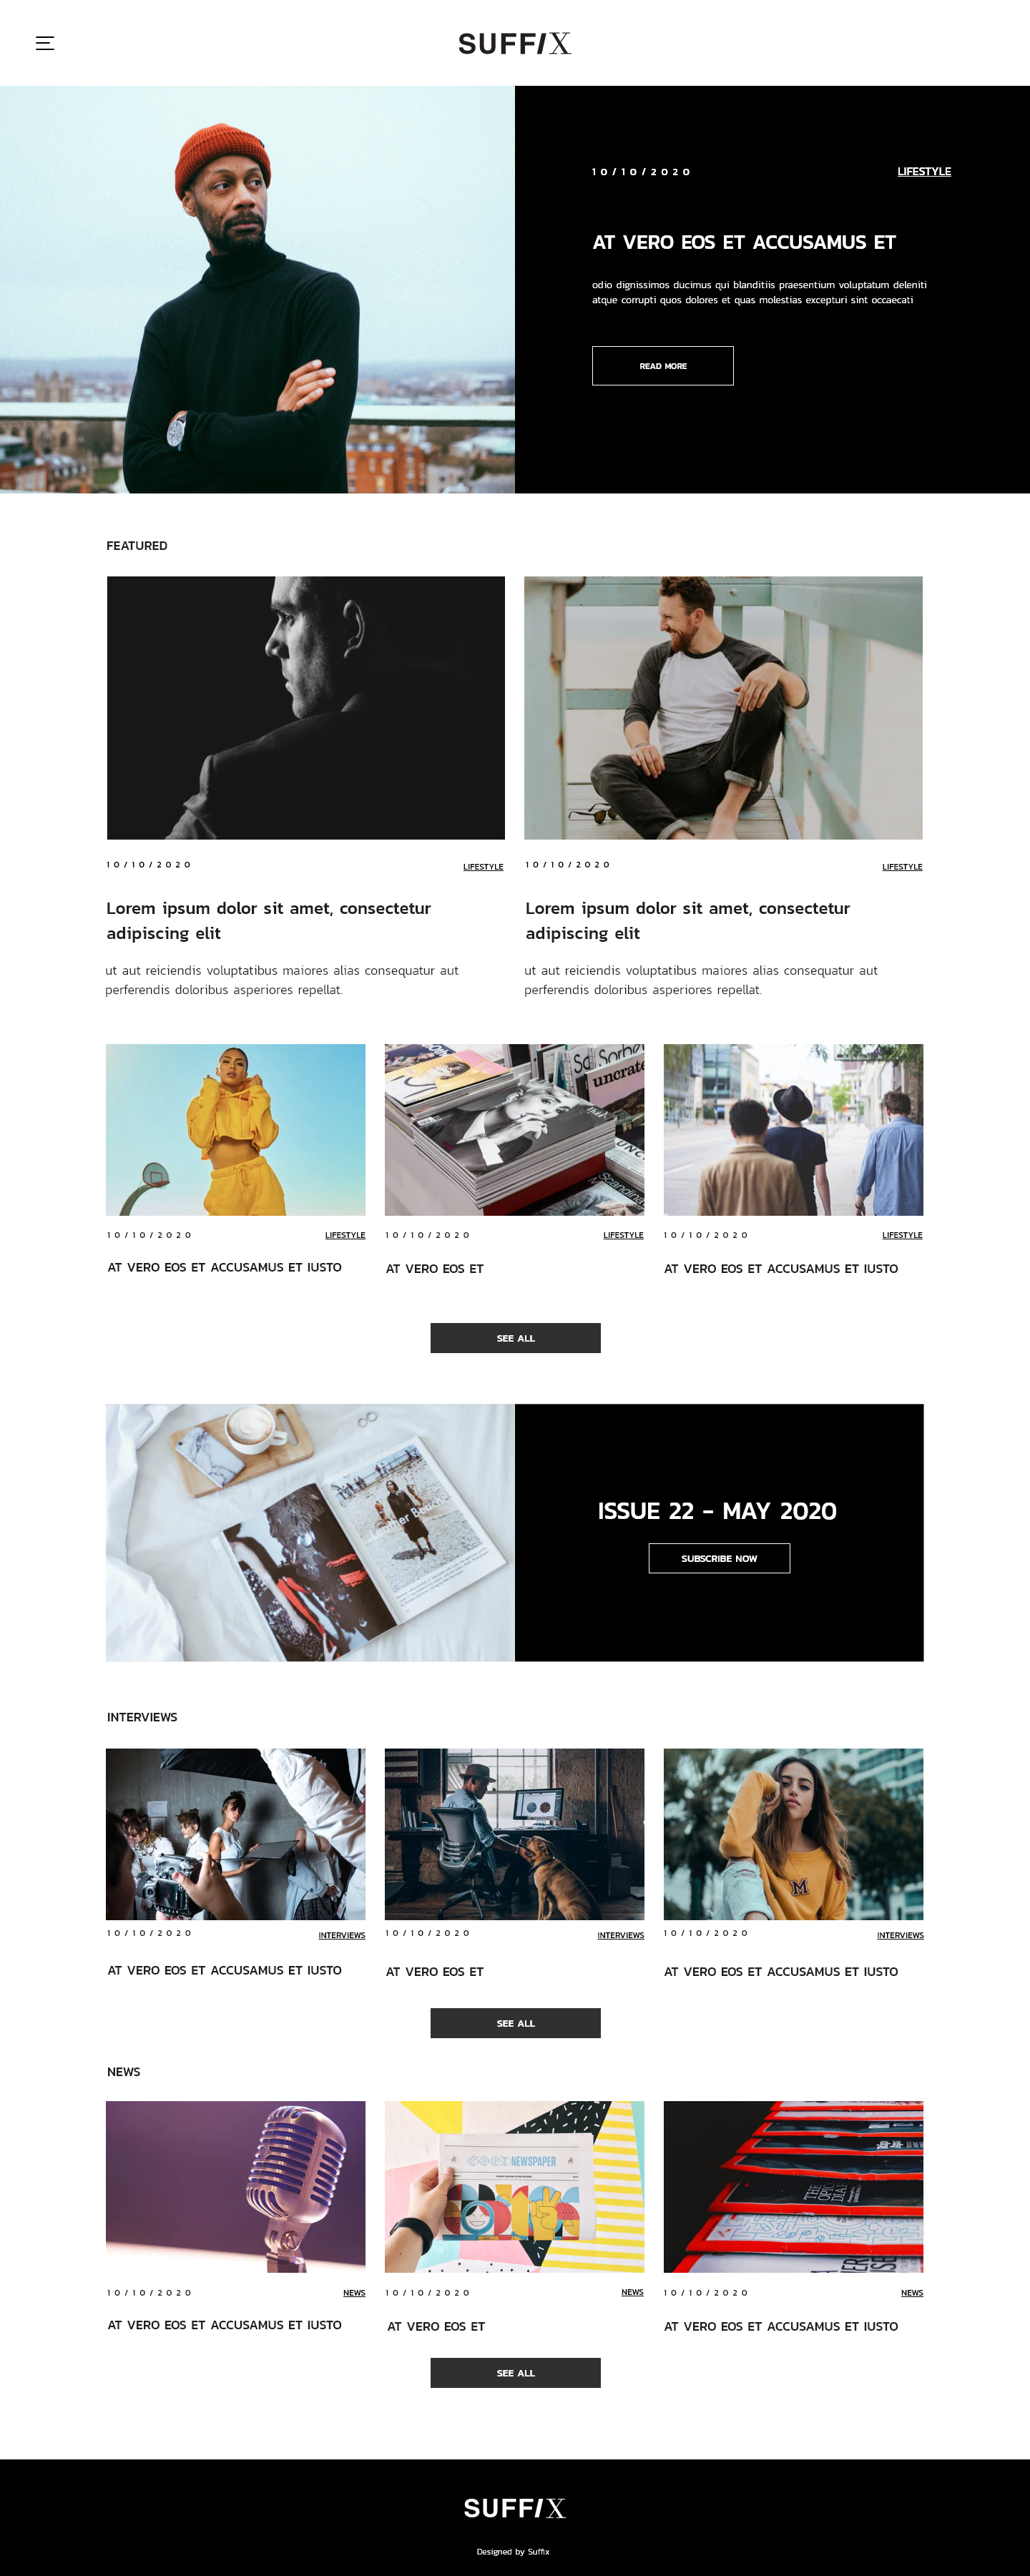 SUFFIX
10/10/2020 LIFESTYLE
AT VERO EOS ET ACCUSAMUS ET
odio dignissimos ducimus qui blanditiis praesentium voluptatum deleniti
atque corrupti quos dolores et quas molestias excepturi sint occaecati
READ MORE
FEATURED
10/10/2020 LIFESTYLE
Lorem ipsum dolor sit amet, consectetur
adipiscing elit
ut aut reiciendis voluptatibus maiores alias consequatur aut
perferendis doloribus asperiores repellat.
10/10/2020 LIFESTYLE
Lorem ipsum dolor sit amet, consectetur
adipiscing elit
ut aut reiciendis voluptatibus maiores alias consequatur aut
perferendis doloribus asperiores repellat.
10/10/2020 LIFESTYLE
AT VERO EOS ET ACCUSAMUS ET IUSTO
uncrate
10/10/2020 LIFESTYLE
AT VERO EOS ET
10/10/2020 LIFESTYLE
AT VERO EOS ET ACCUSAMUS ET IUSTO
SEE ALL
ISSUE 22 - MAY 2020
SUBSCRIBE NOW
INTERVIEWS
10/10/2020 INTERVIEWS
AT VERO EOS ET ACCUSAMUS ET IUSTO
10/10/2020 INTERVIEWS
AT VERO EOS ET
M
10/10/2020 INTERVIEWS
AT VERO EOS ET ACCUSAMUS ET IUSTO
SEE ALL
NEWS
10/10/2020 NEWS
AT VERO EOS ET ACCUSAMUS ET IUSTO
GOOD NEWSPAPER
10/10/2020 NEWS
AT VERO EOS ET
10/10/2020 NEWS
AT VERO EOS ET ACCUSAMUS ET IUSTO
SEE ALL
SUFFIX
Designed by Suffix